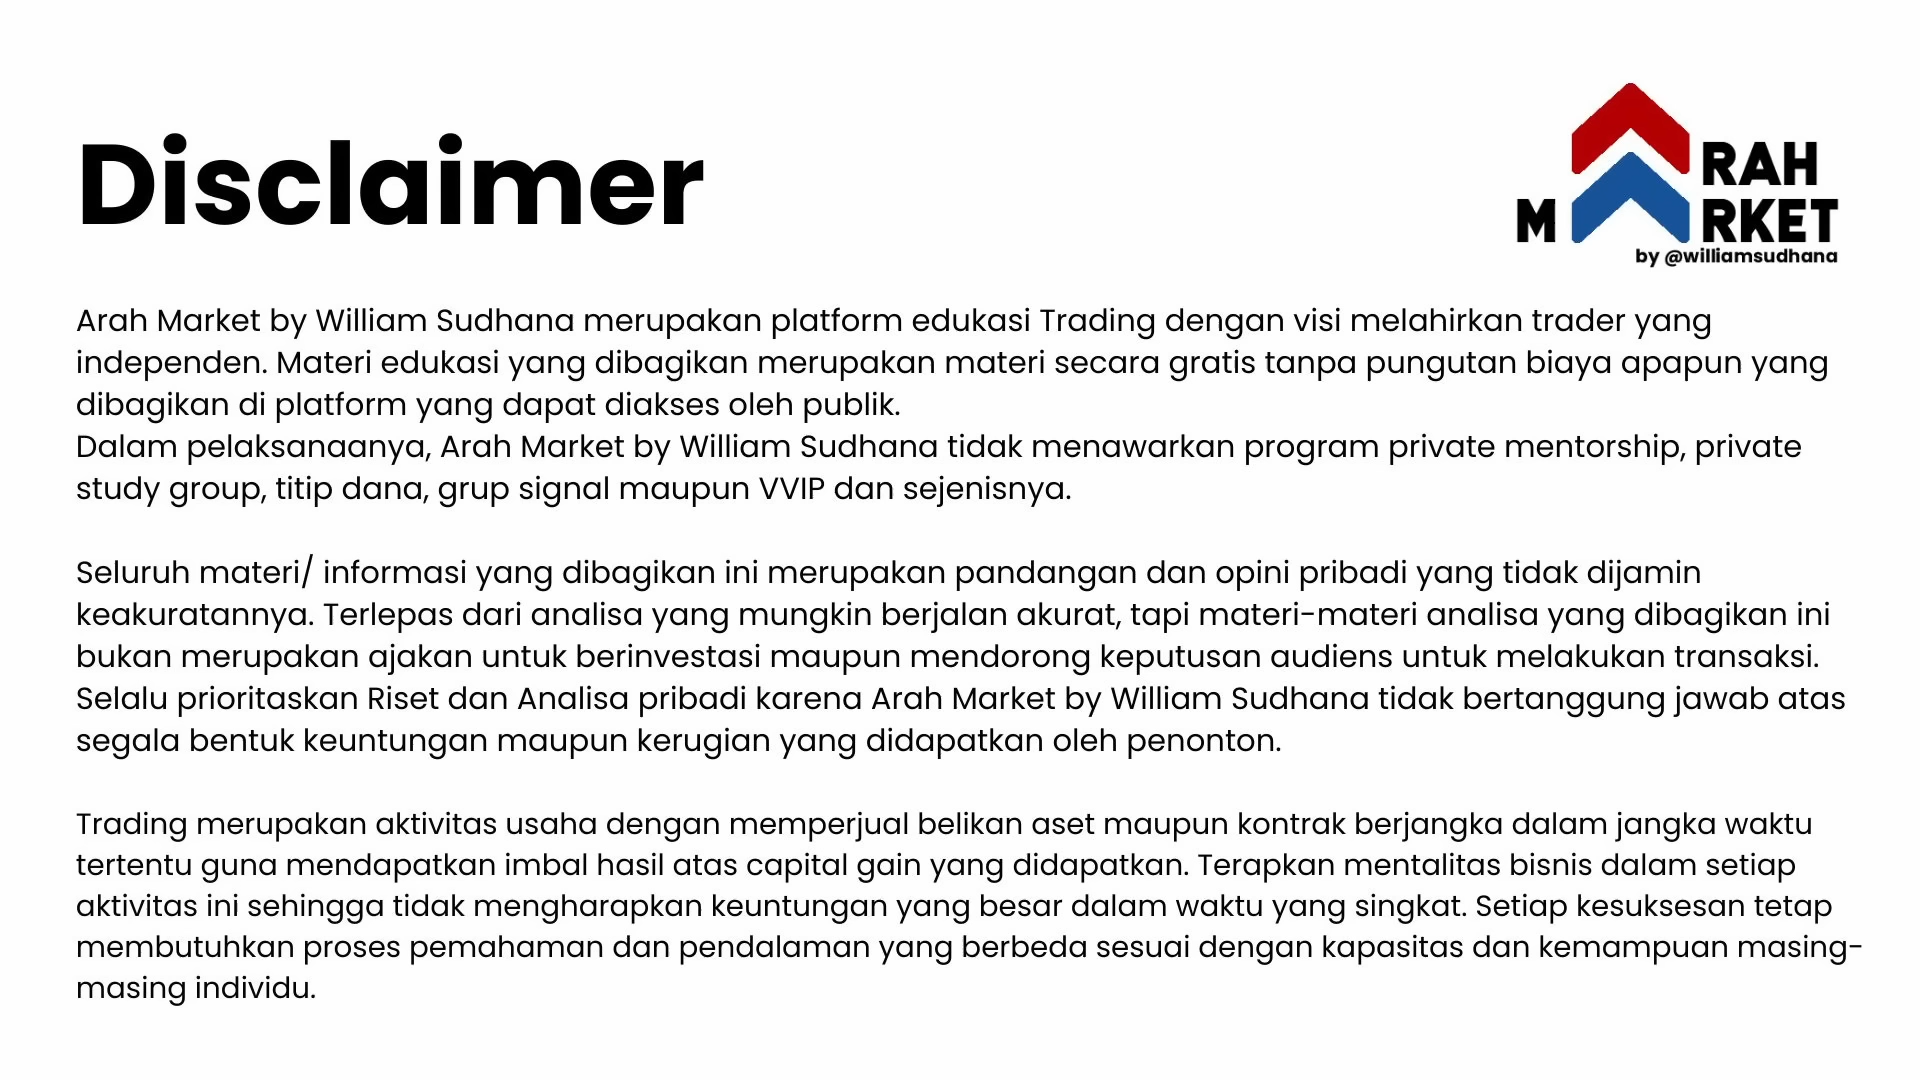 Disclaimer
RAH
M RKET
by @williamsudhana
Arah Market by William Sudhana merupakan platform edukasi Trading dengan visi melahirkan trader yang
independen. Materi edukasi yang dibagikan merupakan materi secara gratis tanpa pungutan biaya apapun yang
dibagikan di platform yang dapat diakses oleh publik.
Dalam pelaksanaanya, Arah Market by William Sudhana tidak menawarkan program private mentorship, private
study group, titip dana, grup signal maupun VVIP dan sejenisnya.
Seluruh materi/ informasi yang dibagikan ini merupakan pandangan dan opini pribadi yang tidak dijamin
keakuratannya. Terlepas dari analisa yang mungkin berjalan akurat, tapi materi-materi analisa yang dibagikan ini
bukan merupakan ajakan untuk berinvestasi maupun mendorong keputusan audiens untuk melakukan transaksi.
Selalu prioritaskan Riset dan Analisa pribadi karena Arah Market by William Sudhana tidak bertanggung jawab atas
segala bentuk keuntungan maupun kerugian yang didapatkan oleh penonton.
Trading merupakan aktivitas usaha dengan memperjual belikan aset maupun kontrak berjangka dalam jangka waktu
tertentu guna mendapatkan imbal hasil atas capital gain yang didapatkan. Terapkan mentalitas bisnis dalam setiap
aktivitas ini sehingga tidak mengharapkan keuntungan yang besar dalam waktu yang singkat. Setiap kesuksesan tetap
membutuhkan proses pemahaman dan pendalaman yang berbeda sesuai dengan kapasitas dan kemampuan masing-
masing individu.